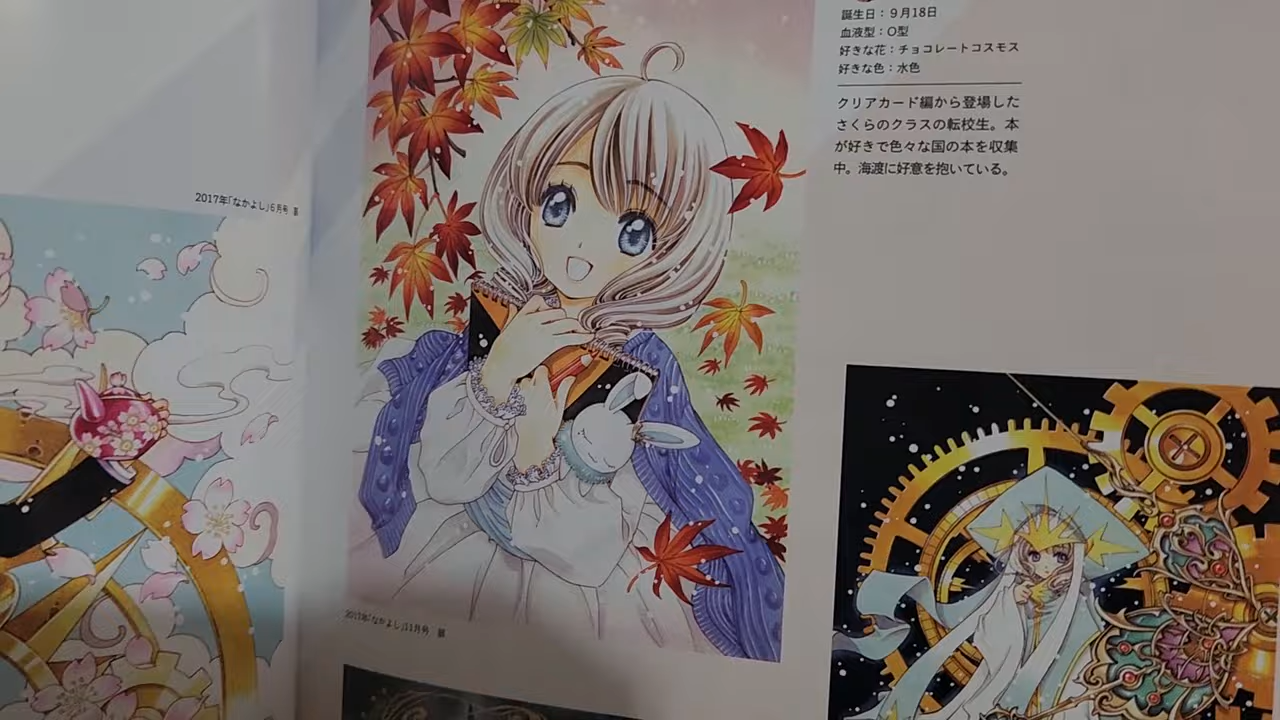 誕生日：9月18日
血液型：O型
好きな花：チョコレートコスモス
好きな色：水色
クリアカード編から登場した
さくらのクラスの転校生。本
が好きで色々な国の本を収集
中。海渡に好意を抱いている。
2017年「なかよし」6月号
2017年「なかよし」11月号